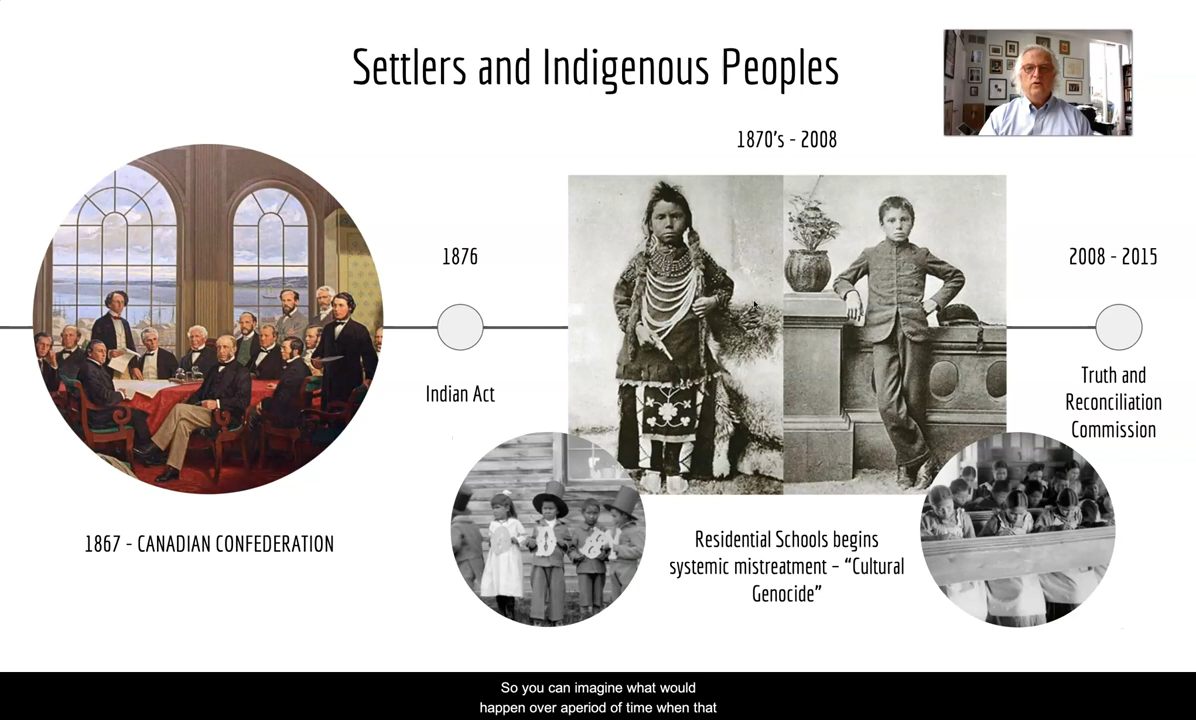 Settlers and Indigenous Peoples
1870's - 2008
1876
2008 - 2015
Indian Act
Truth and
Reconciliation
Commission
1867 - CANADIAN CONFEDERATION
Residential Schools begins
systemic mistreatment – “Cultural
Genocide”
So you can imagine what would
happen over aperiod of time when that